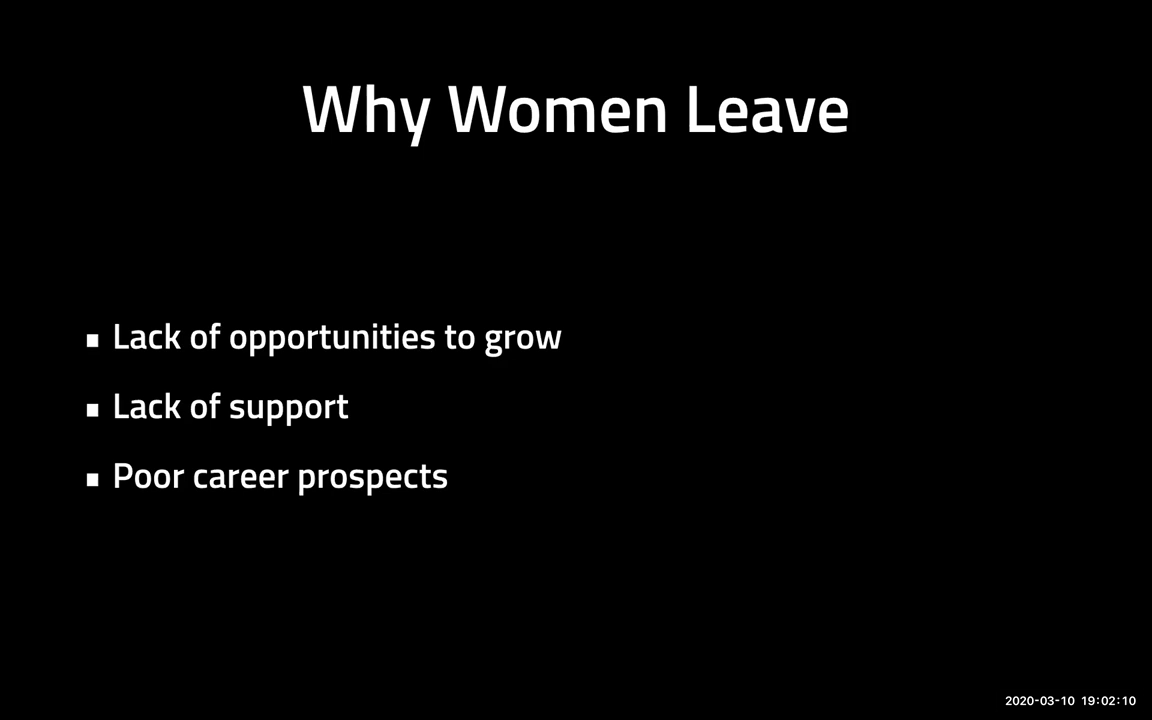 Why Women Leave
▪ Lack of opportunities to grow
▪ Lack of support
▪ Poor career prospects
2020-03-10 19:02:10